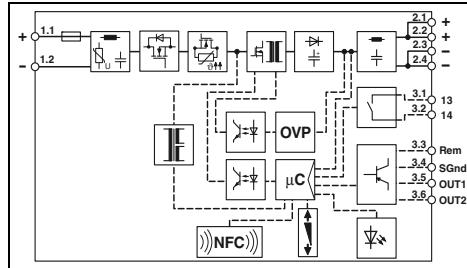 + 1.1
− 1.2
U
ϑ
2.1 +
2.2 +
2.3 −
2.4 −
3.1 13
3.2 14
OVP
μC
3.3 Rem
3.4 SGnd
3.5 OUT1
3.6 OUT2
NFC